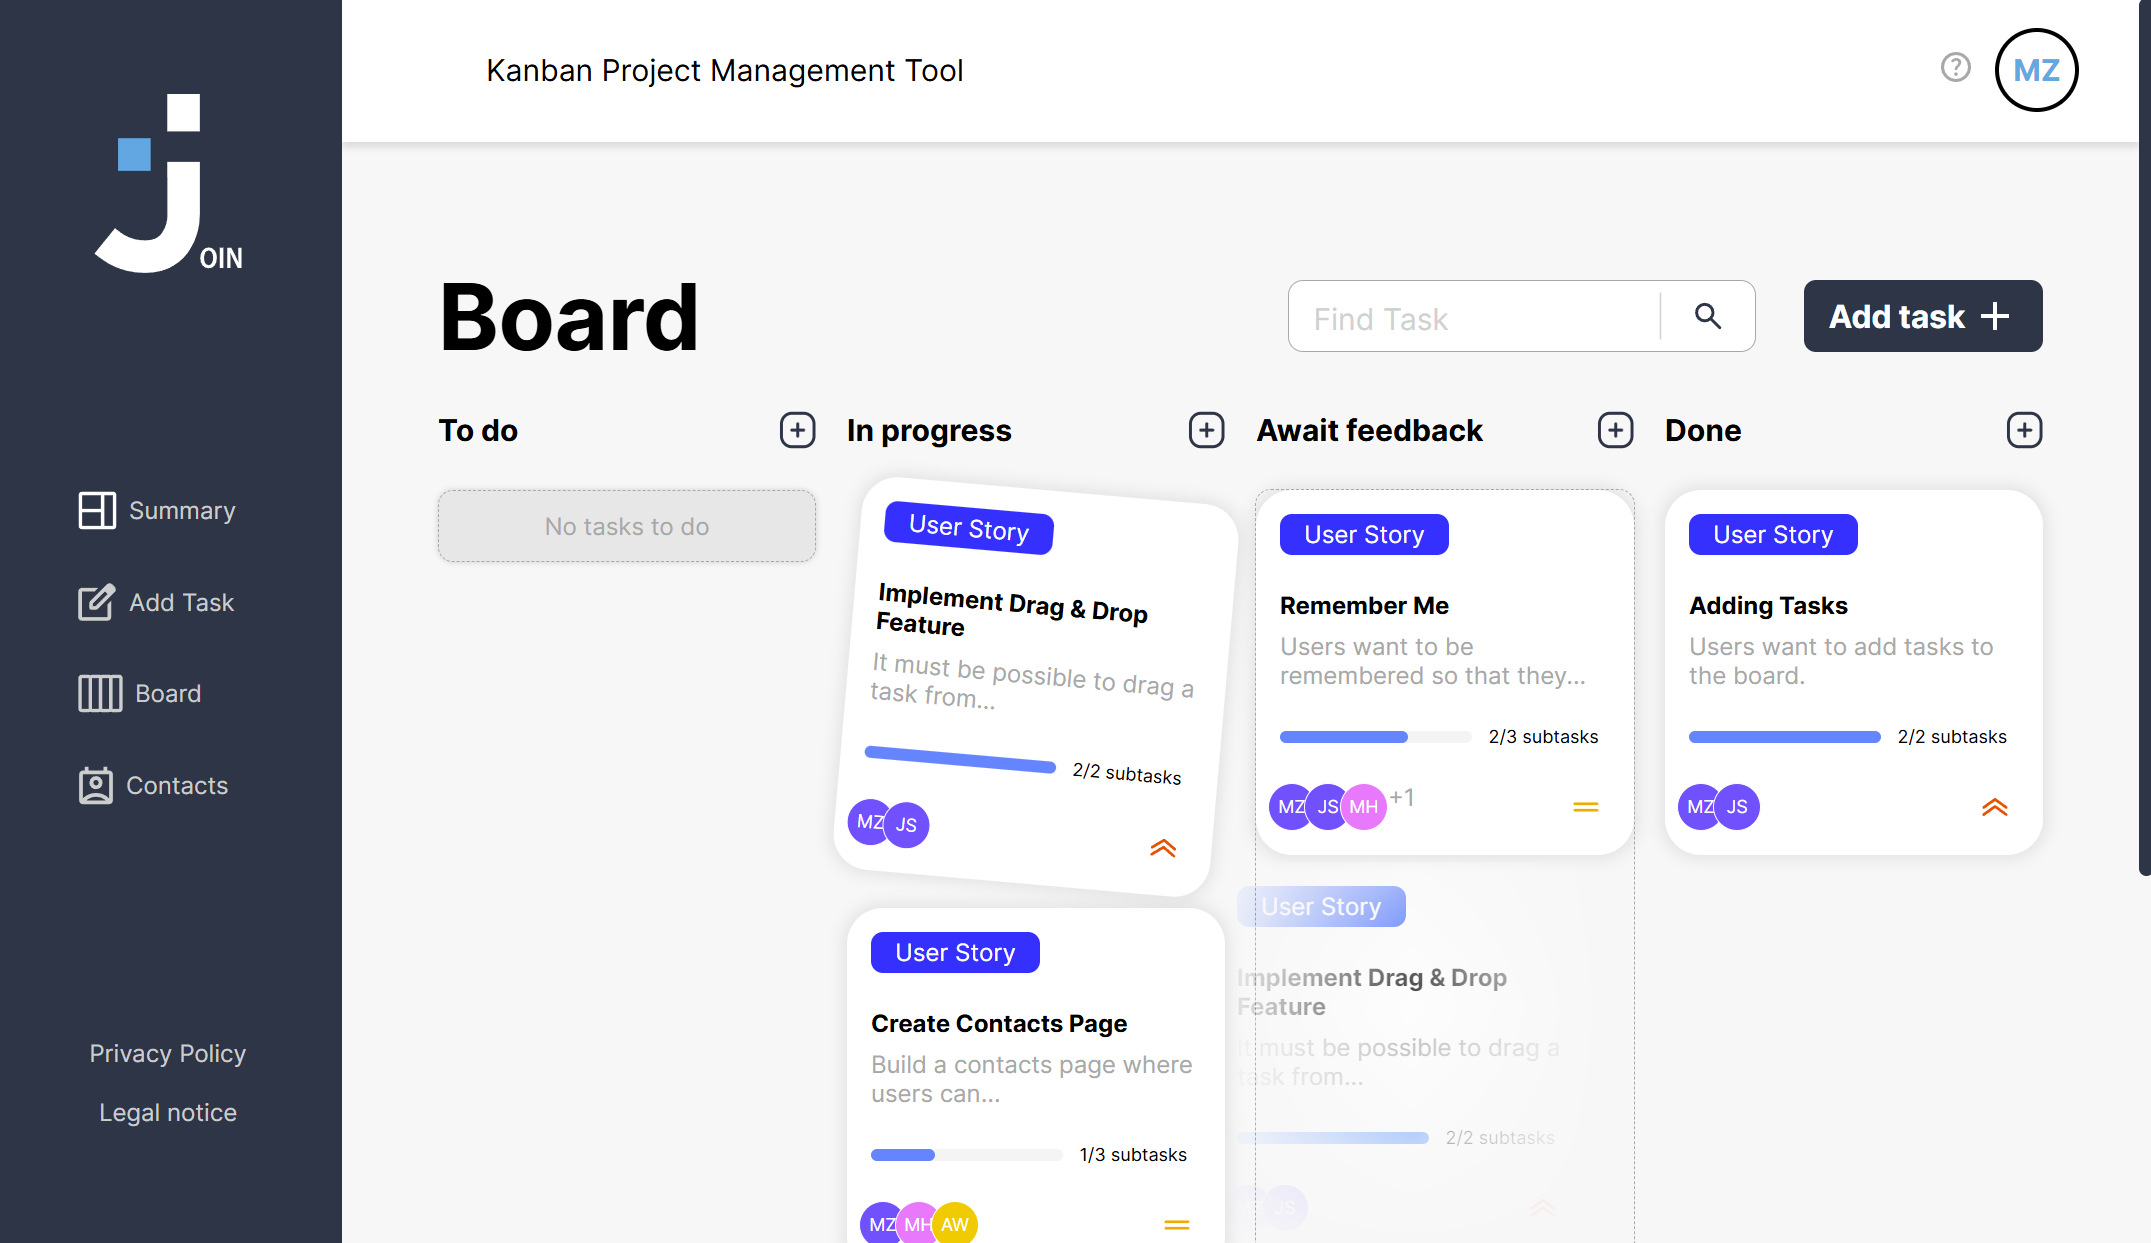 OIN
Summary
Add Task
Board
Contacts
Privacy Policy
Legal notice
Kanban Project Management Tool
?
MZ
Board
Find Task
Add task
To do
No tasks to do
In progress
User Story
Implement Drag & Drop
Feature
It must be possible to drag a
task from...
2/2 subtasks
MZ JS
User Story
Create Contacts Page
Build a contacts page where
users can...
1/3 subtasks
MZ MH AW
Await feedback
User Story
Remember Me
Users want to be
remembered so that they...
2/3 subtasks
MZ JS MH +1
User Story
Implement Drag & Drop
Feature
It must be possible to drag a
task from...
2/2 subtasks
JS
Done
User Story
Adding Tasks
Users want to add tasks to
the board.
2/2 subtasks
MZ JS